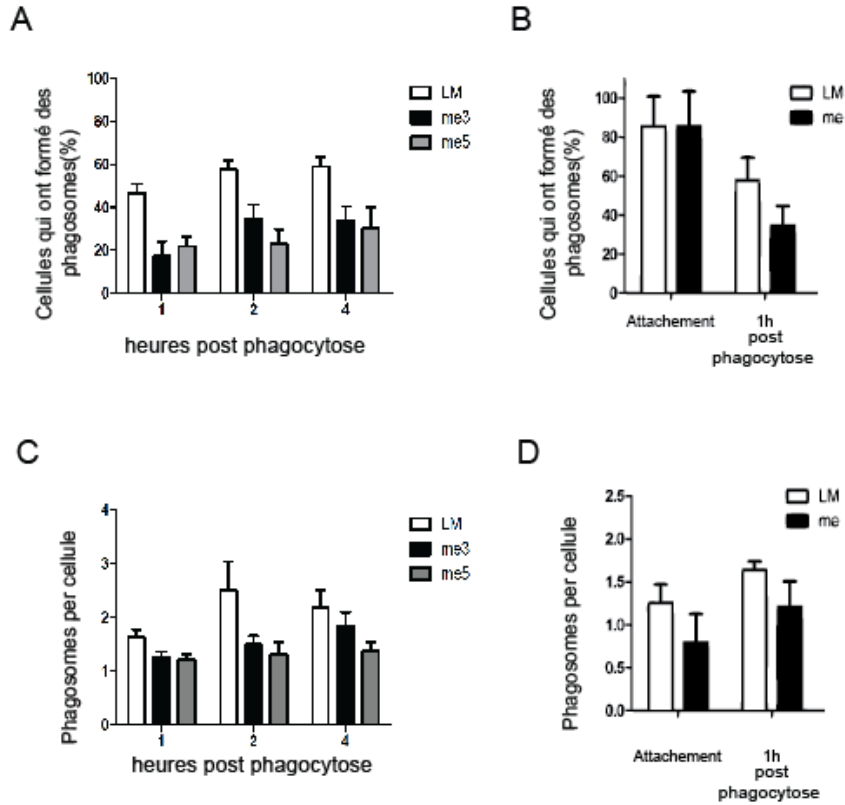 A
Cellules qui ont formé des
phagosomes(%)
100
80
60
40
20
0
1
2
4
heures post phagocytose
LM
me3
me5
B
Cellules qui ont formé des
phagosomes(%)
100
80
60
40
20
0
Attachement
1h
post
phagocytose
LM
me
C
Phagosomes per cellule
4
3
2
1
0
1
2
4
heures post phagocytose
LM
me3
me5
D
Phagosomes per cellule
2.5
2.0
1.5
1.0
0.5
0.0
Attachement
1h
post
phagocytose
LM
me